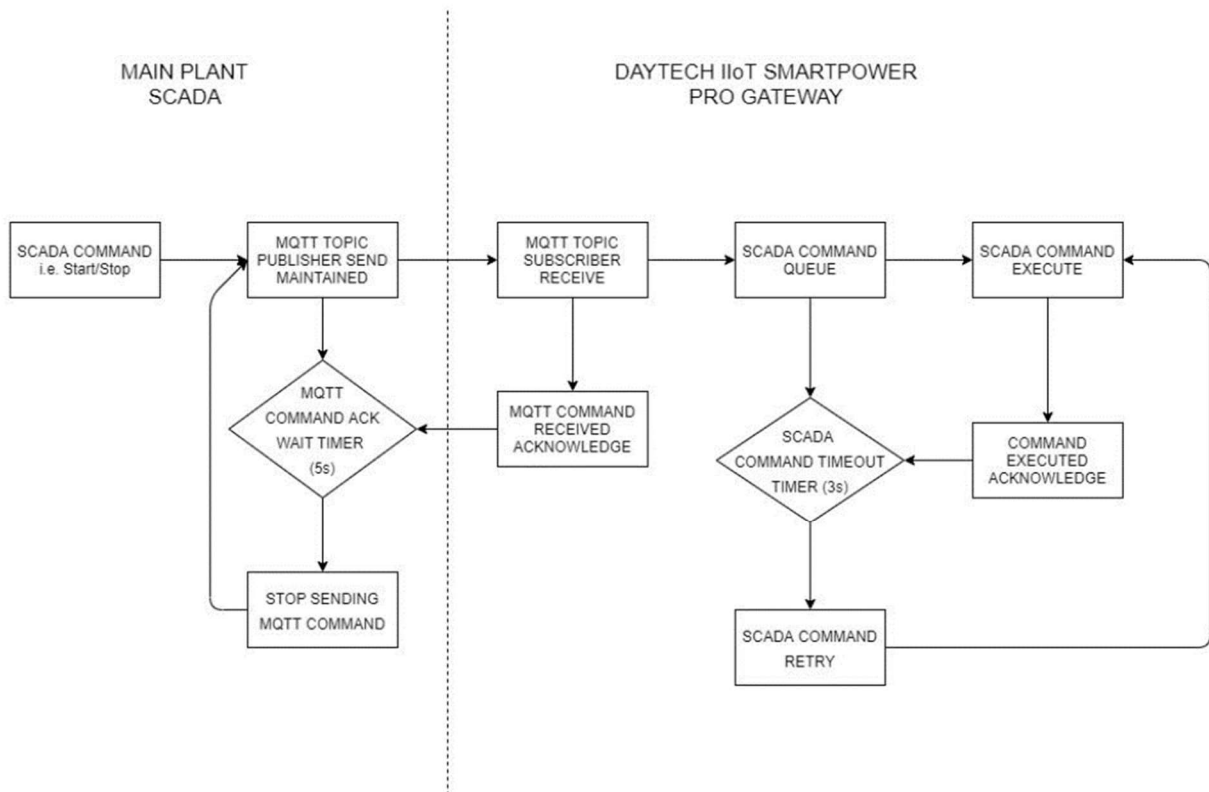 MAIN PLANT
SCADA
DAYTECH IIoT SMARTPOWER
PRO GATEWAY
SCADA COMMAND
i.e. Start/Stop
MQTT TOPIC
PUBLISHER SEND
MAINTAINED
MQTT TOPIC
SUBSCRIBER
RECEIVE
SCADA COMMAND
QUEUE
SCADA COMMAND
EXECUTE
MQTT
COMMAND ACK
WAIT TIMER
(5s)
MQTT COMMAND
RECEIVED
ACKNOWLEDGE
SCADA
COMMAND TIMEOUT
TIMER (3s)
COMMAND
EXECUTED
ACKNOWLEDGE
STOP SENDING
MQTT COMMAND
SCADA COMMAND
RETRY